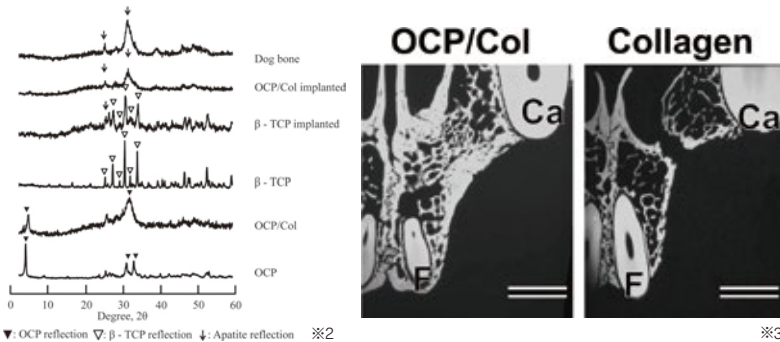 Dog bone
OCP/Col implanted
β - TCP implanted
β - TCP
OCP/Col
OCP
0 10 20 30 40 50 60
Degree, 2θ
▼: OCP reflection ▽: β - TCP reflection ↓: Apatite reflection ※2
OCP/Col
Ca
F
Collagen
Ca
F
※3